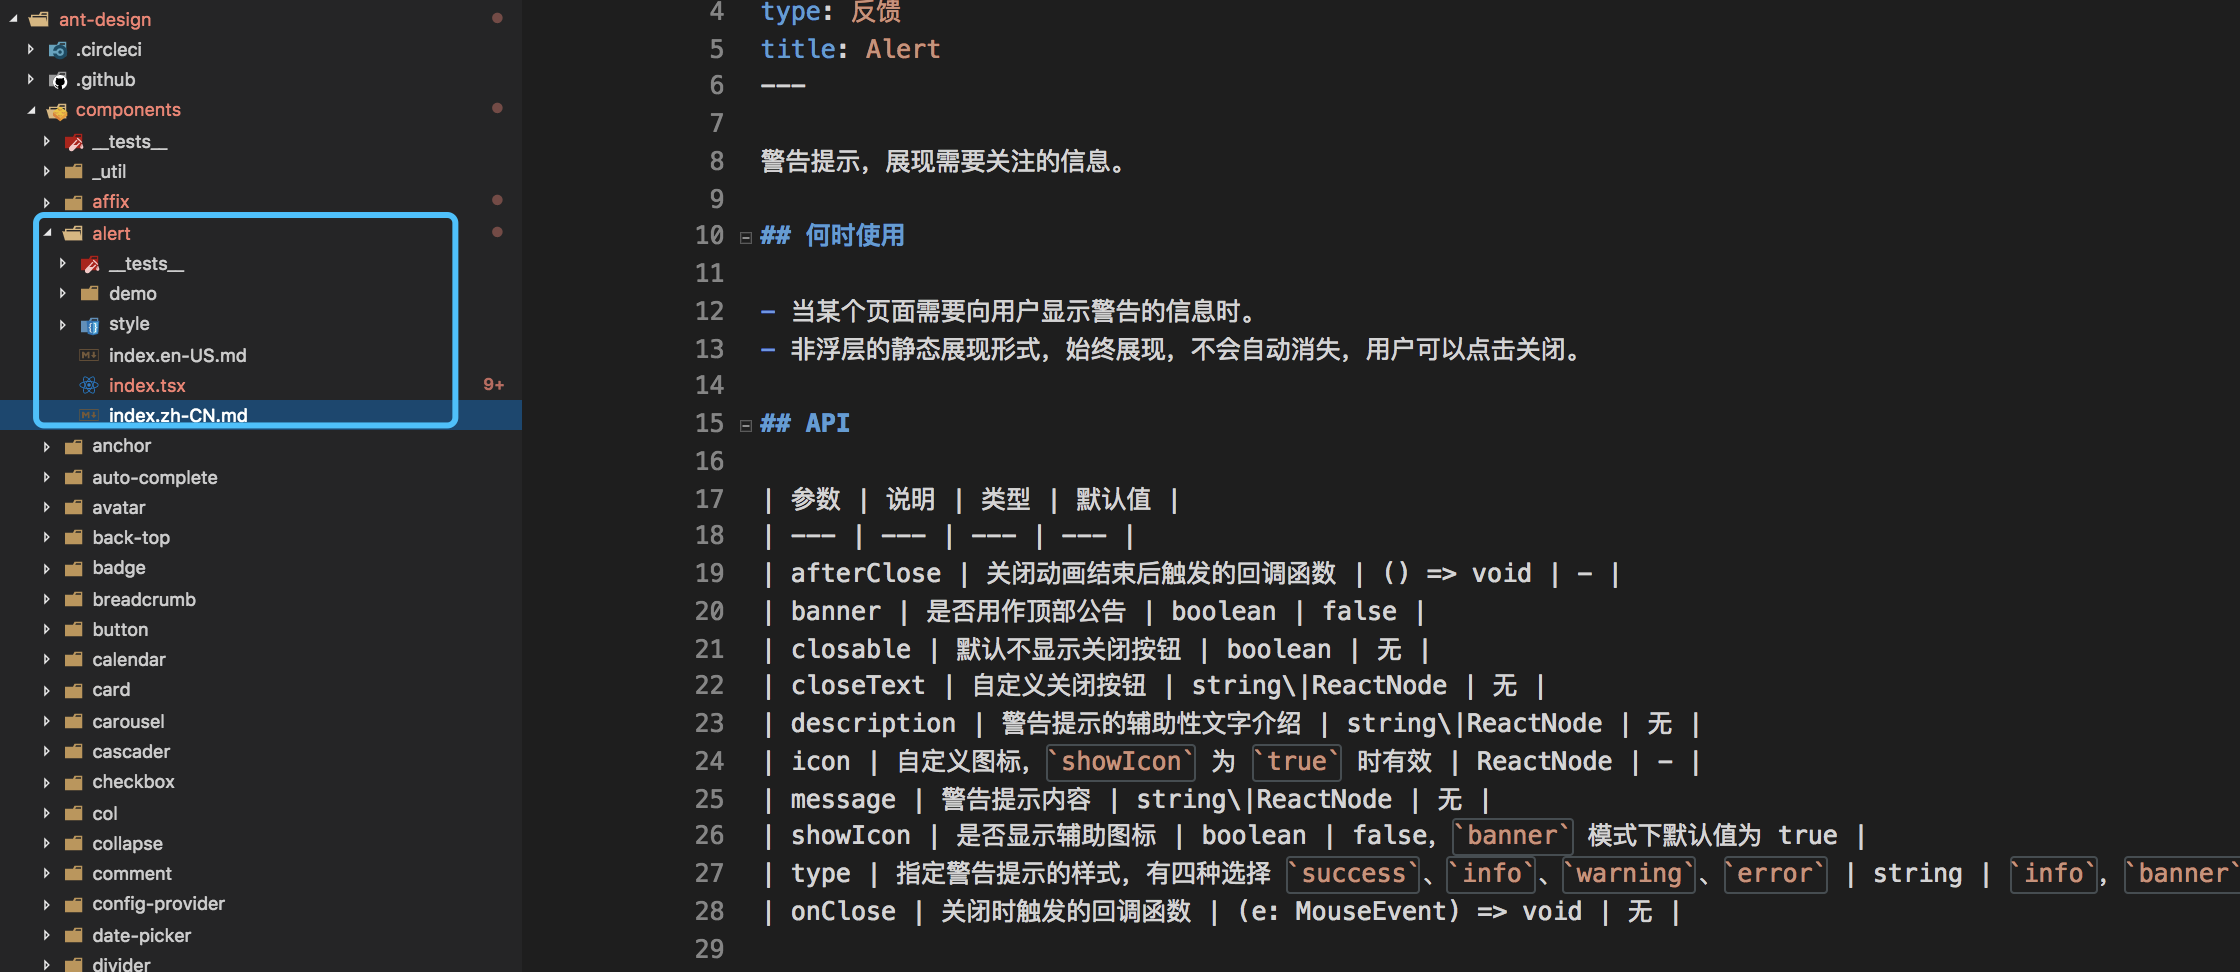 ant-design
.circleci
.github
components
__tests__
_util
affix
alert
__tests__
demo
style
index.en-US.md
index.tsx 9+
index.zh-CN.md
anchor
auto-complete
avatar
back-top
badge
breadcrumb
button
calendar
card
carousel
cascader
checkbox
col
collapse
comment
config-provider
date-picker
divider
4 type: 反馈
5 title: Alert
6 ---
7
8 警告提示，展现需要关注的信息。
9
10 ## 何时使用
11
12 - 当某个页面需要向用户显示警告的信息时。
13 - 非浮层的静态展现形式，始终展现，不会自动消失，用户可以点击关闭。
14
15 ## API
16
17 | 参数 | 说明 | 类型 | 默认值 |
18 | --- | --- | --- | --- |
19 | afterClose | 关闭动画结束后触发的回调函数 | () => void | - |
20 | banner | 是否用作顶部公告 | boolean | false |
21 | closable | 默认不显示关闭按钮 | boolean | 无 |
22 | closeText | 自定义关闭按钮 | string\|ReactNode | 无 |
23 | description | 警告提示的辅助性文字介绍 | string\|ReactNode | 无 |
24 | icon | 自定义图标，`showIcon` 为 `true` 时有效 | ReactNode | - |
25 | message | 警告提示内容 | string\|ReactNode | 无 |
26 | showIcon | 是否显示辅助图标 | boolean | false，`banner` 模式下默认值为 true |
27 | type | 指定警告提示的样式，有四种选择 `success`、`info`、`warning`、`error` | string | `info`，`banner`
28 | onClose | 关闭时触发的回调函数 | (e: MouseEvent) => void | 无 |
29